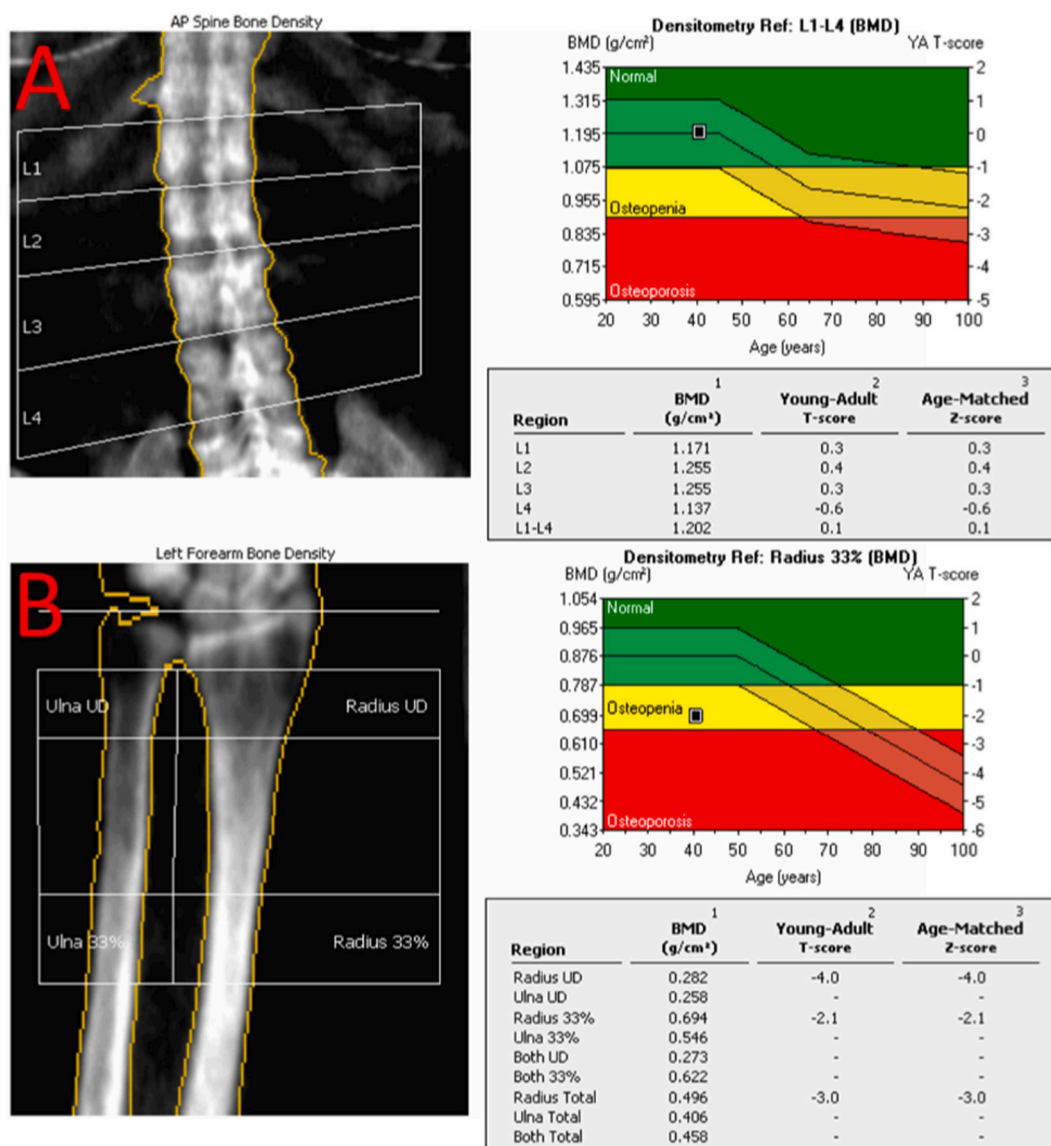 AP Spine Bone Density
A
L1
L2
L3
L4
Densitometry Ref: L1-L4 (BMD)
BMD (g/cm²) YA T-score
1.435 2
1.315 1
1.195 0
1.075 -1
0.955 -2
0.835 -3
0.715 -4
0.595 -5
Normal
Osteopenia
Osteoporosis
20 30 40 50 60 70 80 90 100
Age (years)
1 2 3
BMD Young-Adult Age-Matched
Region (g/cm²) T-score Z-score
L1 1.171 0.3 0.3
L2 1.255 0.4 0.4
L3 1.255 0.3 0.3
L4 1.137 -0.6 -0.6
L1-L4 1.202 0.1 0.1
Left Forearm Bone Density
B
Ulna UD Radius UD
Ulna 33% Radius 33%
Densitometry Ref: Radius 33% (BMD)
BMD (g/cm²) YA T-score
1.054 2
0.965 1
0.876 0
0.787 -1
0.699 -2
0.610 -3
0.521 -4
0.432 -5
0.343 -6
Normal
Osteopenia
Osteoporosis
20 30 40 50 60 70 80 90 100
Age (years)
1 2 3
BMD Young-Adult Age-Matched
Region (g/cm²) T-score Z-score
Radius UD 0.282 -4.0 -4.0
Ulna UD 0.258 - -
Radius 33% 0.694 -2.1 -2.1
Ulna 33% 0.546 - -
Both UD 0.273 - -
Both 33% 0.622 - -
Radius Total 0.496 -3.0 -3.0
Ulna Total 0.406 - -
Both Total 0.458 - -